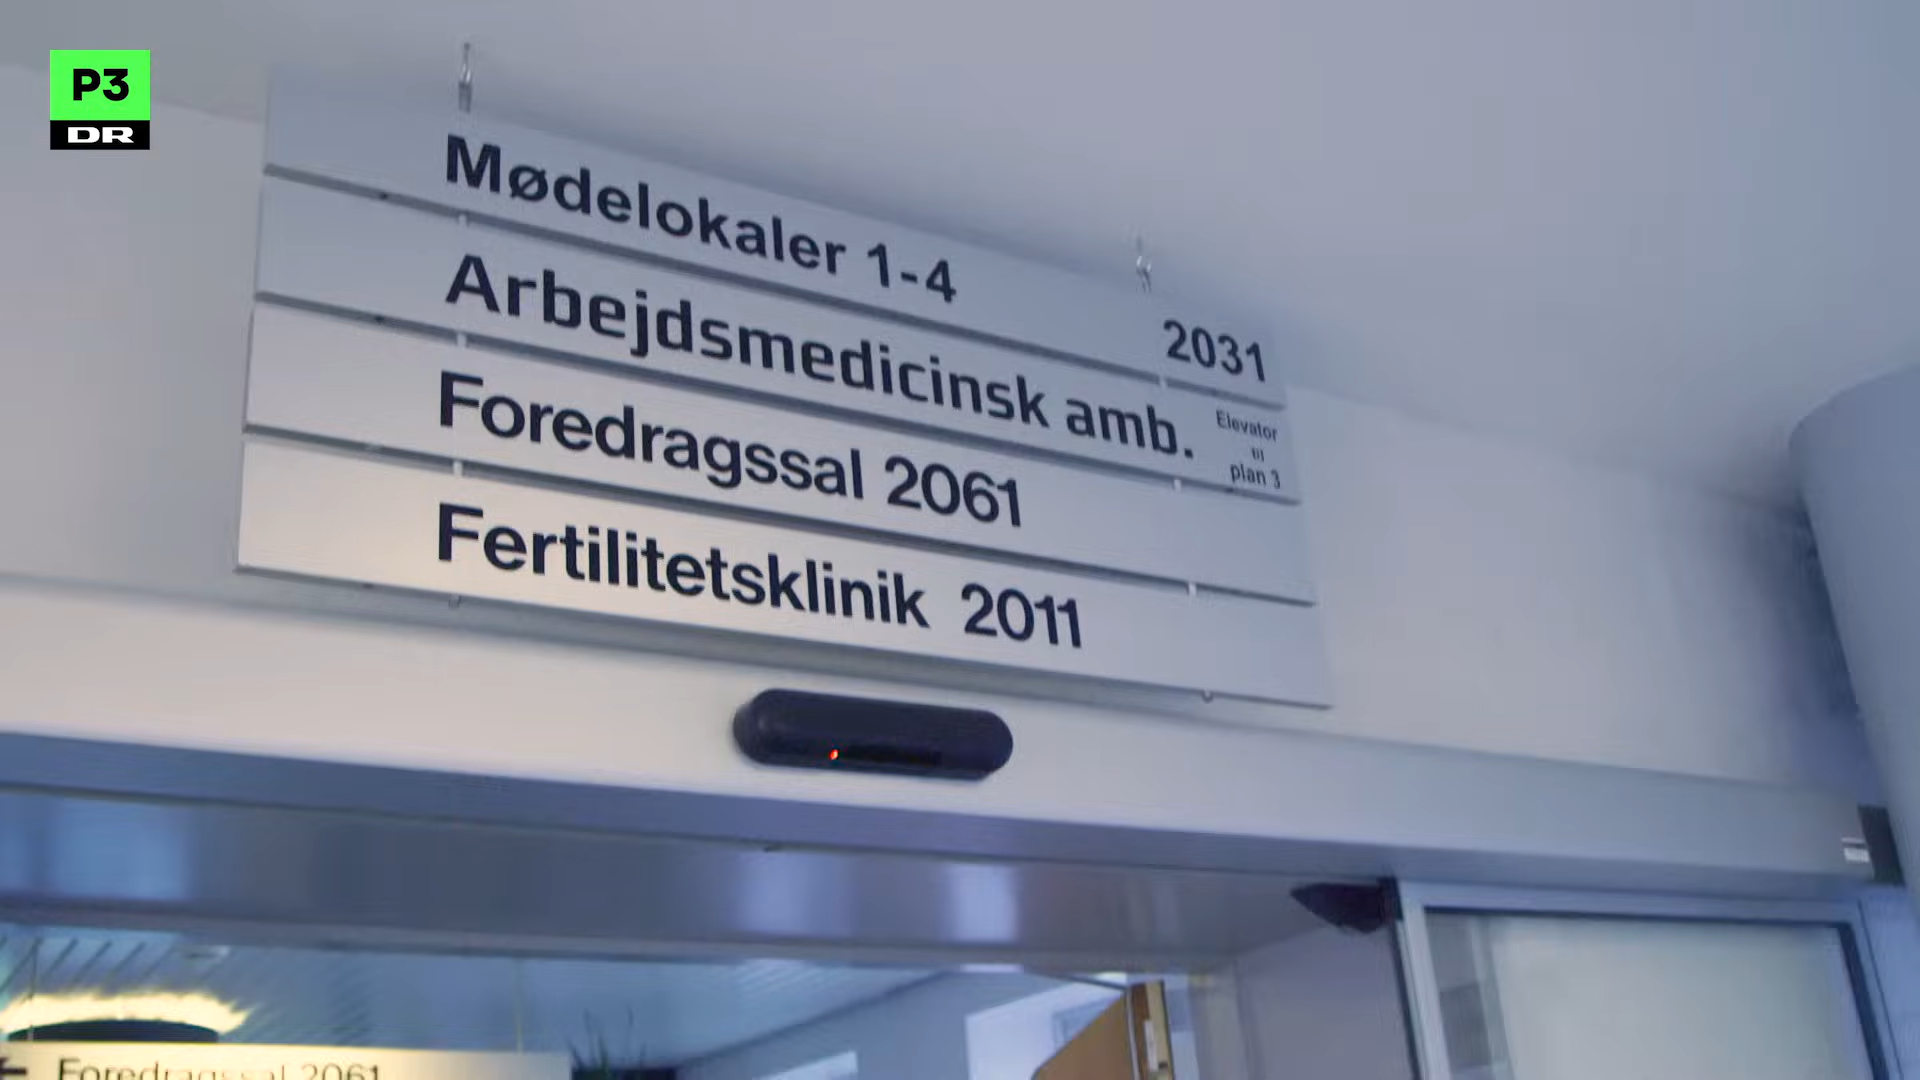 P3
DR
Mødelokaler 1-4
2031
Arbejdsmedicinsk amb.
Elevator
til
plan 3
Foredragssal 2061
Fertilitetsklinik 2011
Foredragssal 2061